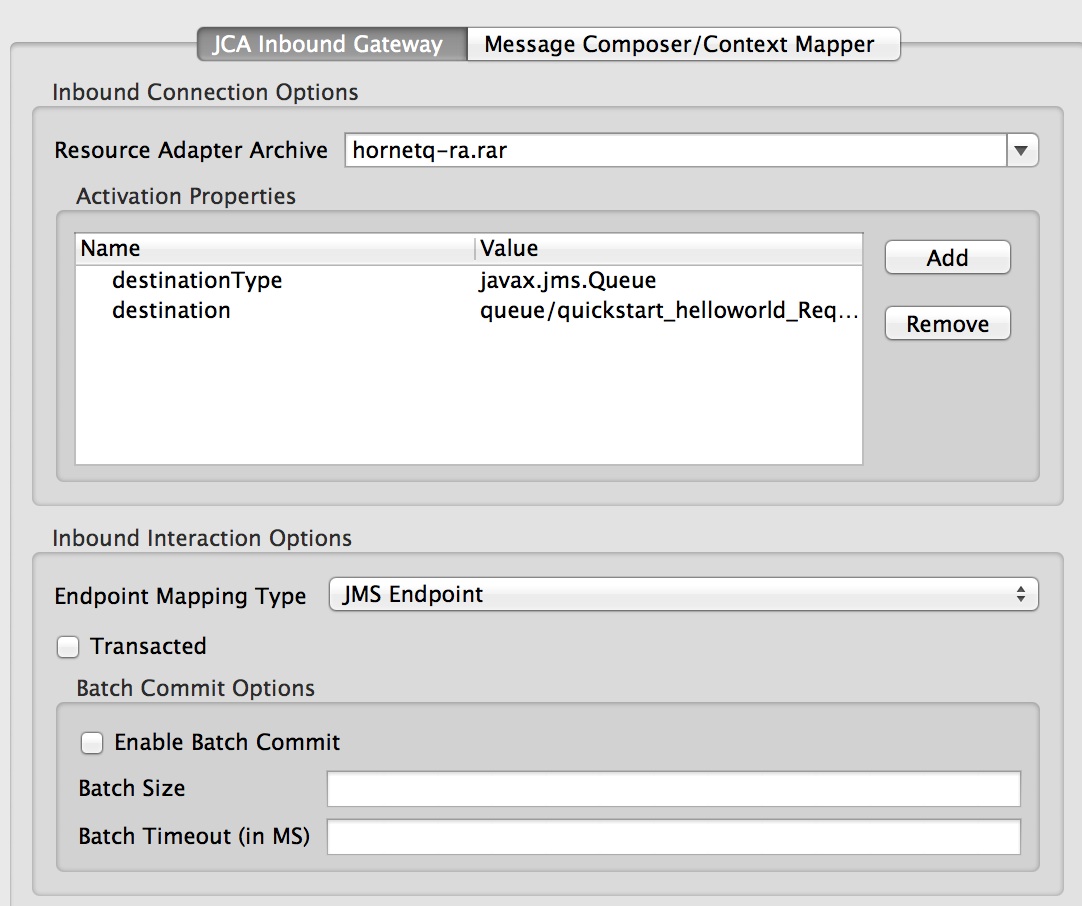 JCA Inbound Gateway Message Composer/Context Mapper
Inbound Connection Options
Resource Adapter Archive hornetq-ra.rar
Activation Properties
Name Value
destinationType javax.jms.Queue
destination queue/quickstart_helloworld_Req...
Add
Remove
Inbound Interaction Options
Endpoint Mapping Type JMS Endpoint
Transacted
Batch Commit Options
Enable Batch Commit
Batch Size
Batch Timeout (in MS)